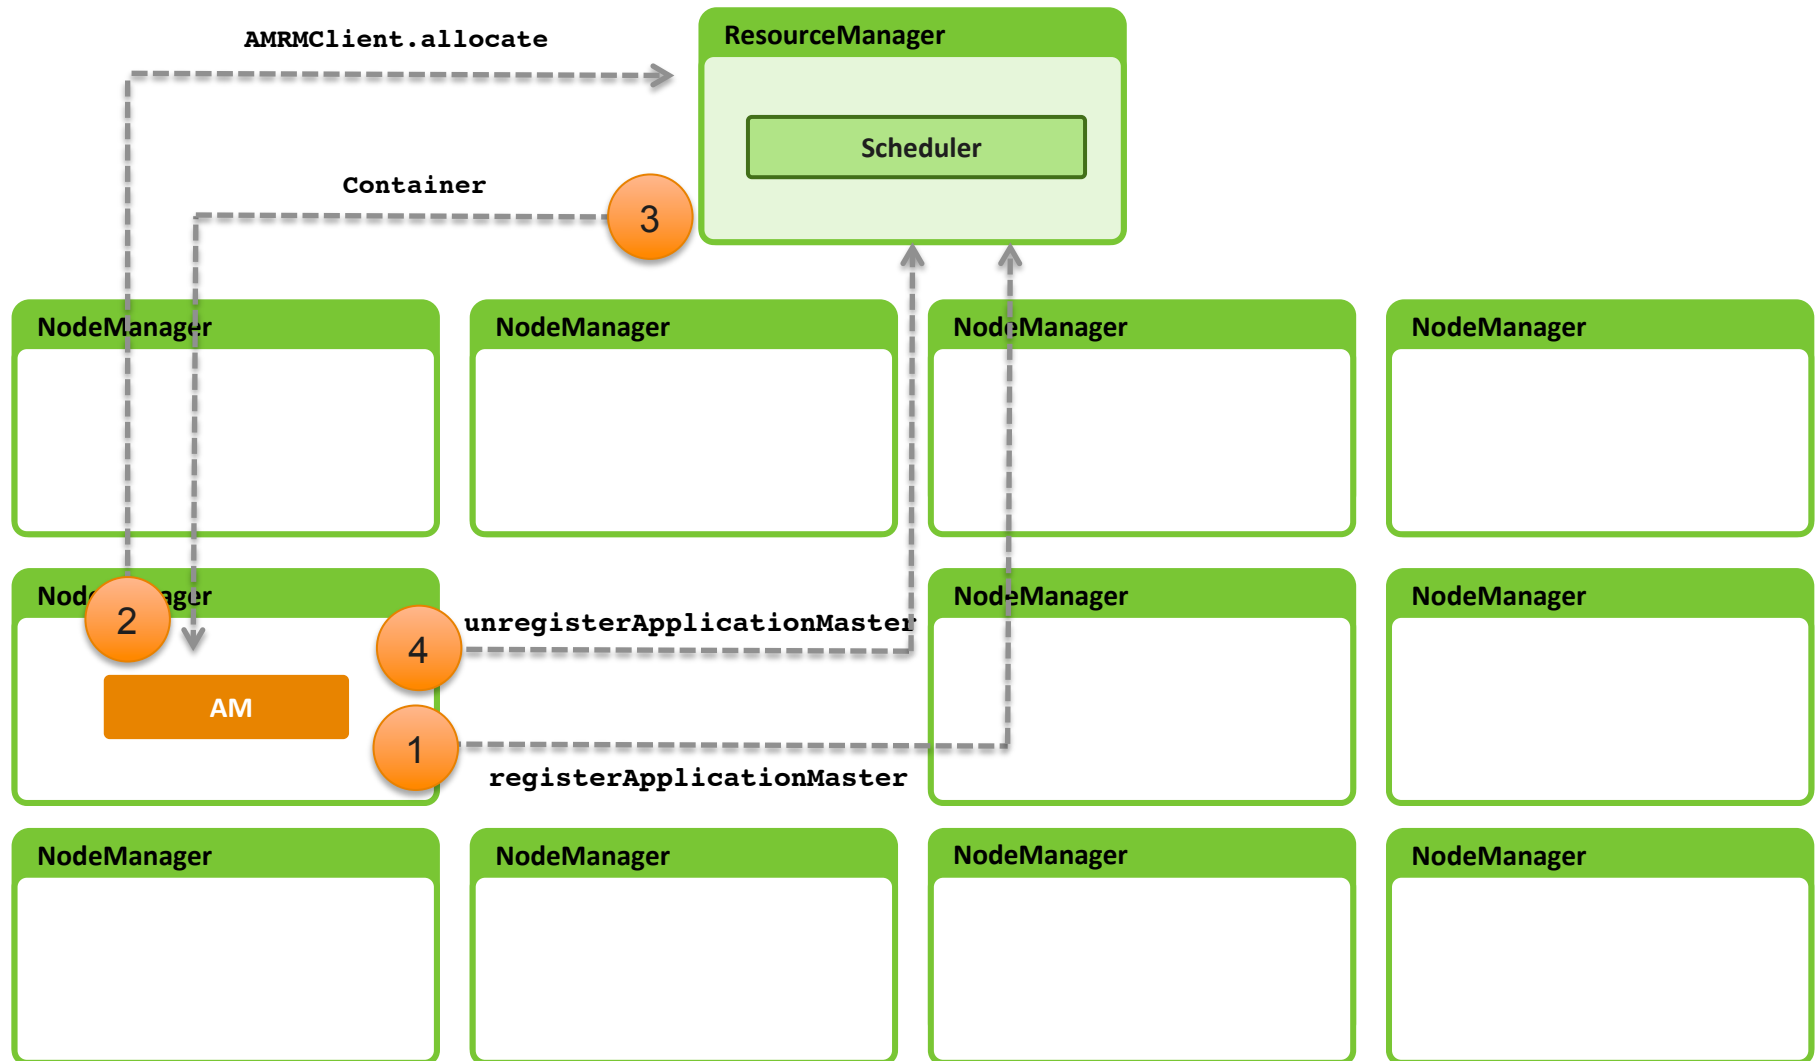 AMRMClient.allocate
ResourceManager
Scheduler
Container
3
NodeManager
NodeManager
NodeManager
NodeManager
2
4
unregisterApplicationMaster
NodeManager
NodeManager
AM
1
registerApplicationMaster
NodeManager
NodeManager
NodeManager
NodeManager